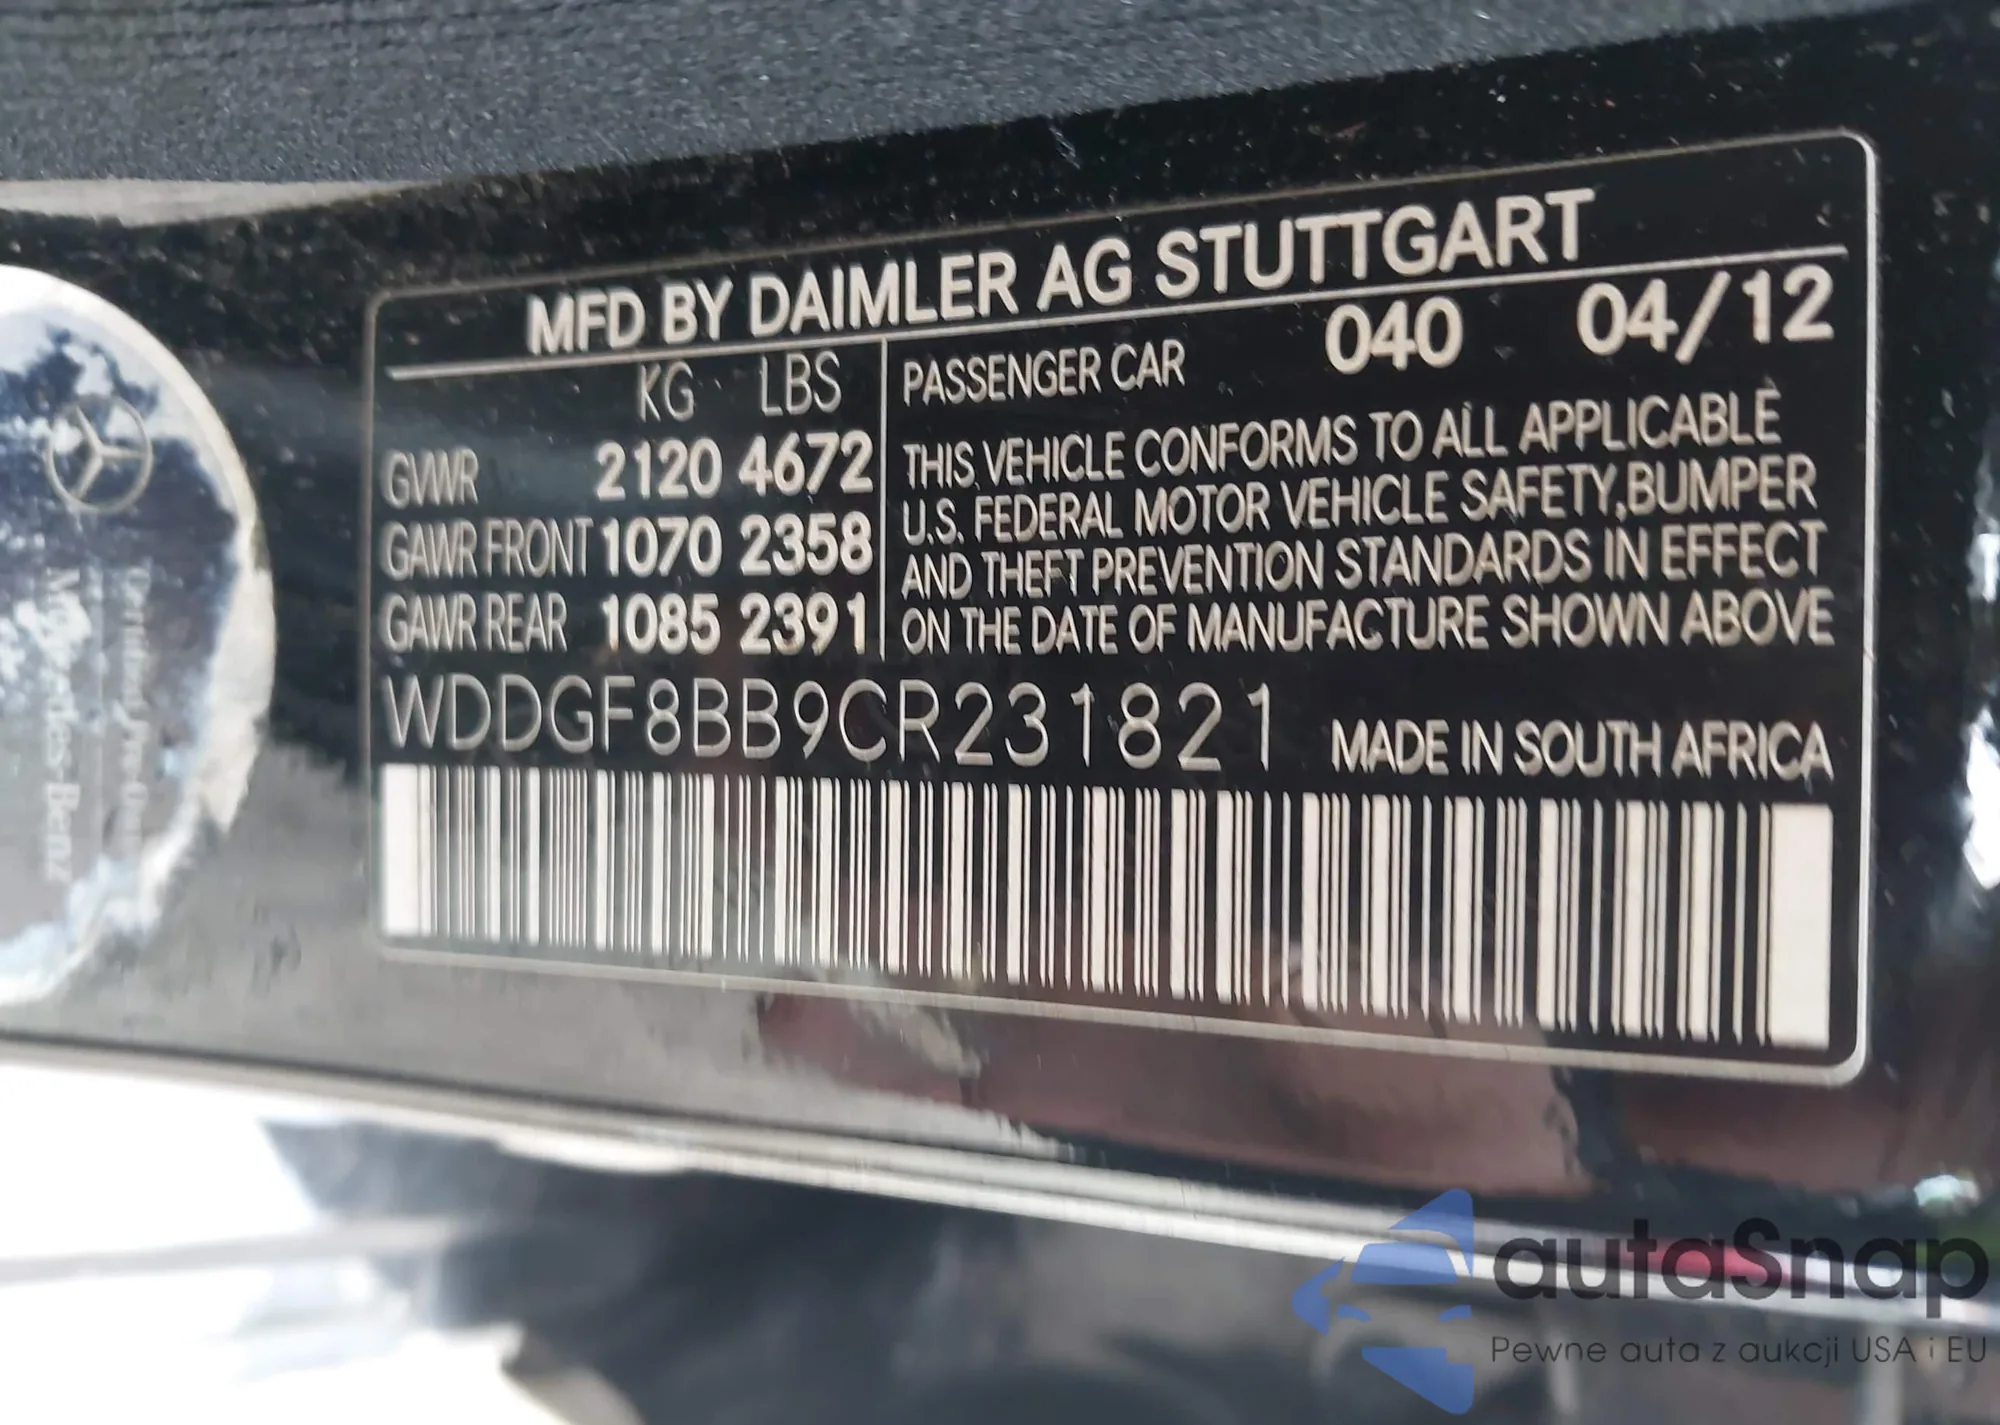 MFD BY DAIMLER AG STUTTGART
KG LBS
GVWR 2120 4672
GAWR FRONT 1070 2358
GAWR REAR 1085 2391
PASSENGER CAR 040 04/12
THIS VEHICLE CONFORMS TO ALL APPLICABLE
U.S. FEDERAL MOTOR VEHICLE SAFETY,BUMPER
AND THEFT PREVENTION STANDARDS IN EFFECT
ON THE DATE OF MANUFACTURE SHOWN ABOVE
WDDGF8BB9CR231821 MADE IN SOUTH AFRICA
Mercedes-Benz
autaSnap
Pewne auta z aukcji USA i EU